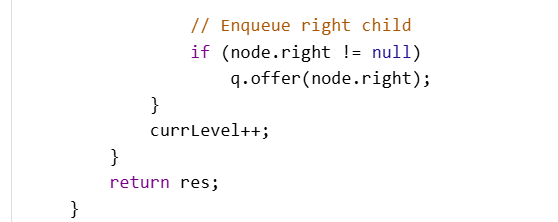 // Enqueue right child
if (node.right != null)
q.offer(node.right);
}
currLevel++;
}
return res;
}